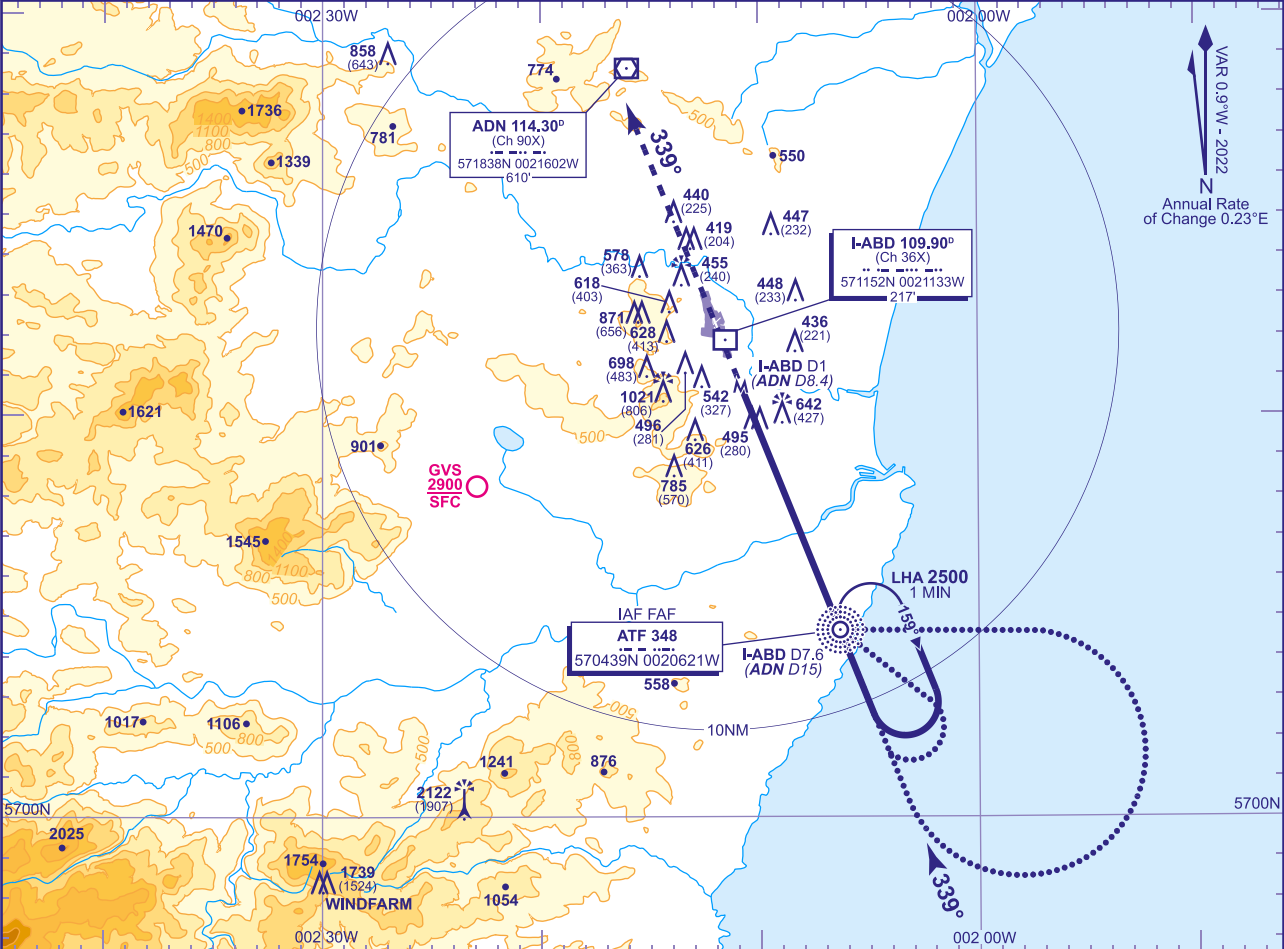 002 30W
002 00W
858
(643)
774
VAR 0.9°W - 2022
N
Annual Rate
of Change 0.23°E
1736
1400
1100
800
500
781
1339
ADN 114.30ᴰ
(Ch 90X)
571838N 0021602W
610'
339°
500
550
440
(225)
447
(232)
1470
419
(204)
I-ABD 109.90ᴰ
(Ch 36X)
571152N 0021133W
217'
578
(363)
455
(240)
618
(403)
448
(233)
871
(656)
628
(413)
436
(221)
698
(483)
I-ABD D1
(ADN D8.4)
1021
(806)
542
(327)
642
(427)
1621
496
(281)
495
(280)
500
901
626
(411)
GVS
2900
SFC
785
(570)
1545
1400
1100
800
500
LHA 2500
1 MIN
159°
IAF FAF
ATF 348
570439N 0020621W
I-ABD D7.6
(ADN D15)
558
500
1017
1106
500
800
500
800
10NM
1241
876
2122
(1907)
5700N
5700N
2025
1754
1739
(1524)
WINDFARM
1054
339°
002 30W
002 00W